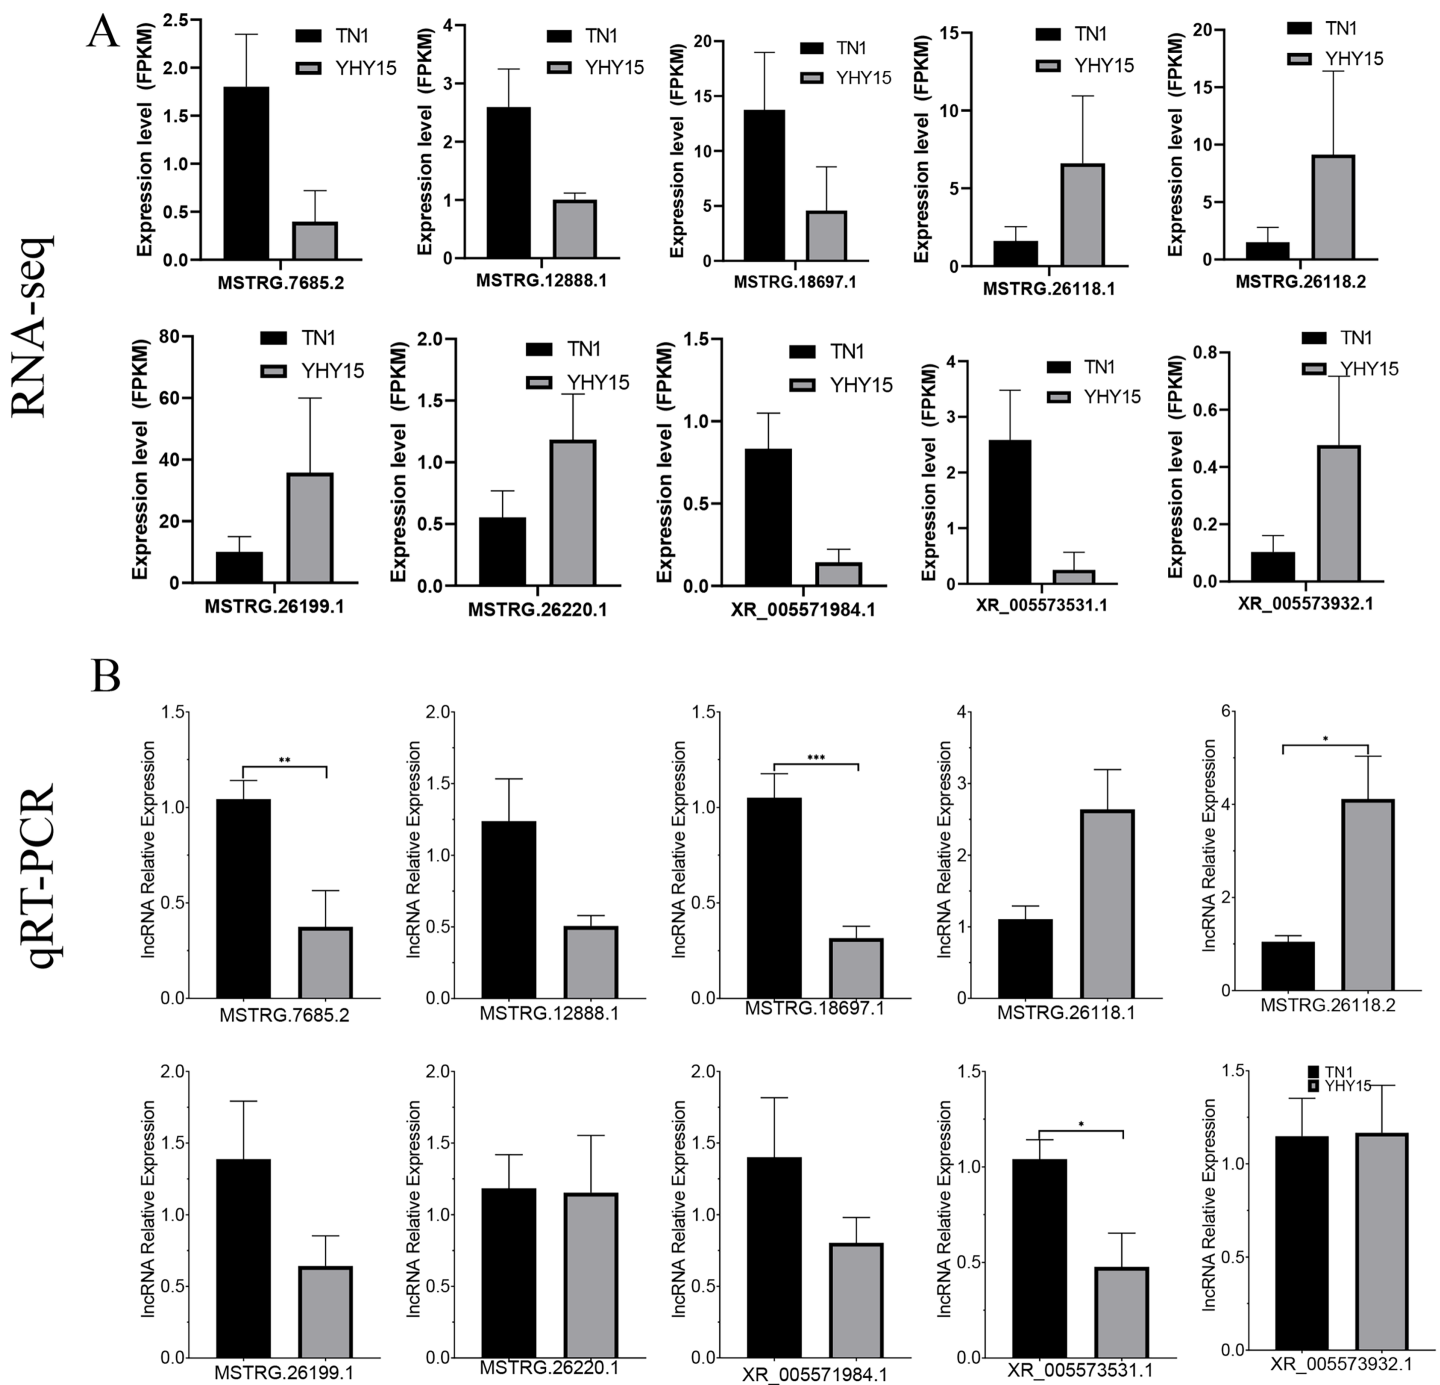 A
RNA-seq
Expression level (FPKM)
2.5
2.0
1.5
1.0
0.5
0.0
TN1
YHY15
MSTRG.7685.2
Expression level (FPKM)
4
3
2
1
0
TN1
YHY15
MSTRG.12888.1
Expression level (FPKM)
20
15
10
5
0
TN1
YHY15
MSTRG.18697.1
Expression level (FPKM)
15
10
5
0
TN1
YHY15
MSTRG.26118.1
Expression level (FPKM)
20
15
10
5
0
TN1
YHY15
MSTRG.26118.2
Expression level (FPKM)
80
60
40
20
0
TN1
YHY15
MSTRG.26199.1
Expression level (FPKM)
2.0
1.5
1.0
0.5
0.0
TN1
YHY15
MSTRG.26220.1
Expression level (FPKM)
1.5
1.0
0.5
0.0
TN1
YHY15
XR_005571984.1
Expression level (FPKM)
4
3
2
1
0
TN1
YHY15
XR_005573531.1
Expression level (FPKM)
0.8
0.6
0.4
0.2
0.0
TN1
YHY15
XR_005573932.1
B
qRT-PCR
lncRNA Relative Expression
1.5
1.0
0.5
0.0
**
MSTRG.7685.2
lncRNA Relative Expression
2.0
1.5
1.0
0.5
0.0
MSTRG.12888.1
lncRNA Relative Expression
1.5
1.0
0.5
0.0
***
MSTRG.18697.1
lncRNA Relative Expression
4
3
2
1
0
MSTRG.26118.1
lncRNA Relative Expression
6
4
2
0
*
MSTRG.26118.2
lncRNA Relative Expression
2.0
1.5
1.0
0.5
0.0
MSTRG.26199.1
lncRNA Relative Expression
2.0
1.5
1.0
0.5
0.0
MSTRG.26220.1
lncRNA Relative Expression
2.0
1.5
1.0
0.5
0.0
XR_005571984.1
lncRNA Relative Expression
1.5
1.0
0.5
0.0
*
XR_005573531.1
lncRNA Relative Expression
1.5
1.0
0.5
0.0
TN1
YHY15
XR_005573932.1